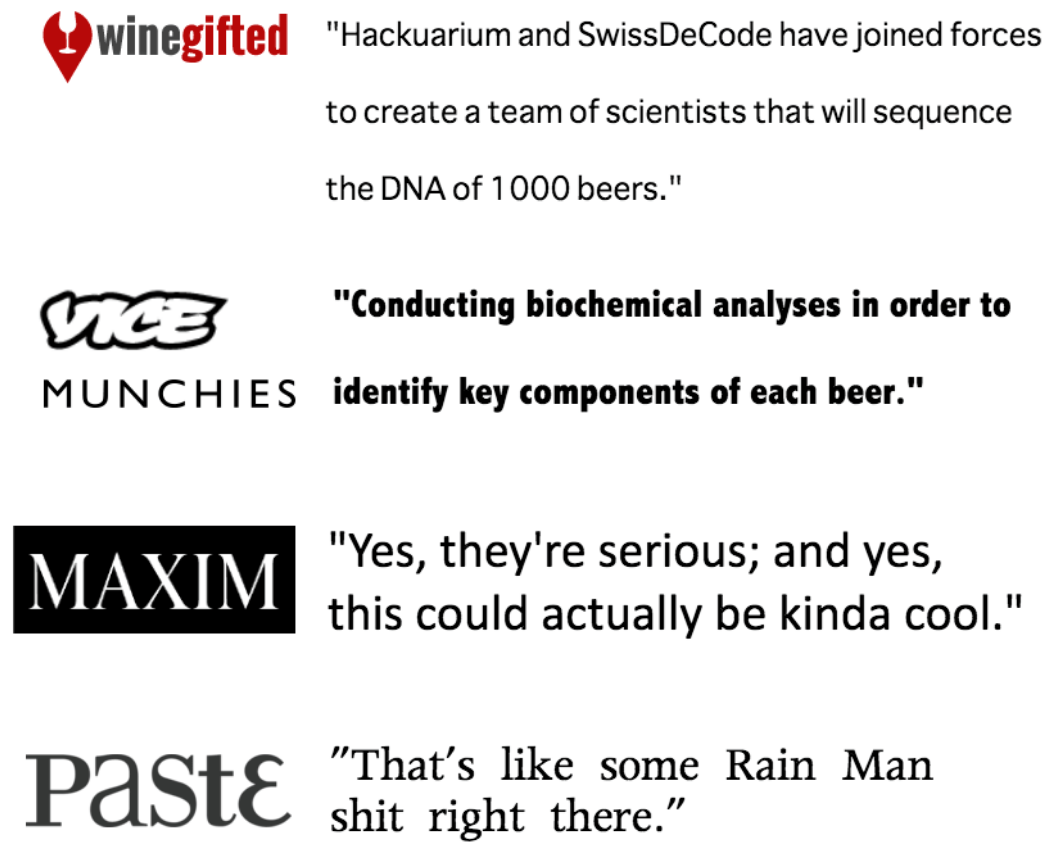 winegifted
"Hackuarium and SwissDeCode have joined forces
to create a team of scientists that will sequence
the DNA of 1000 beers."
VICE
MUNCHIES
"Conducting biochemical analyses in order to
identify key components of each beer."
MAXIM
"Yes, they're serious; and yes,
this could actually be kinda cool."
Paste
"That's like some Rain Man
shit right there."